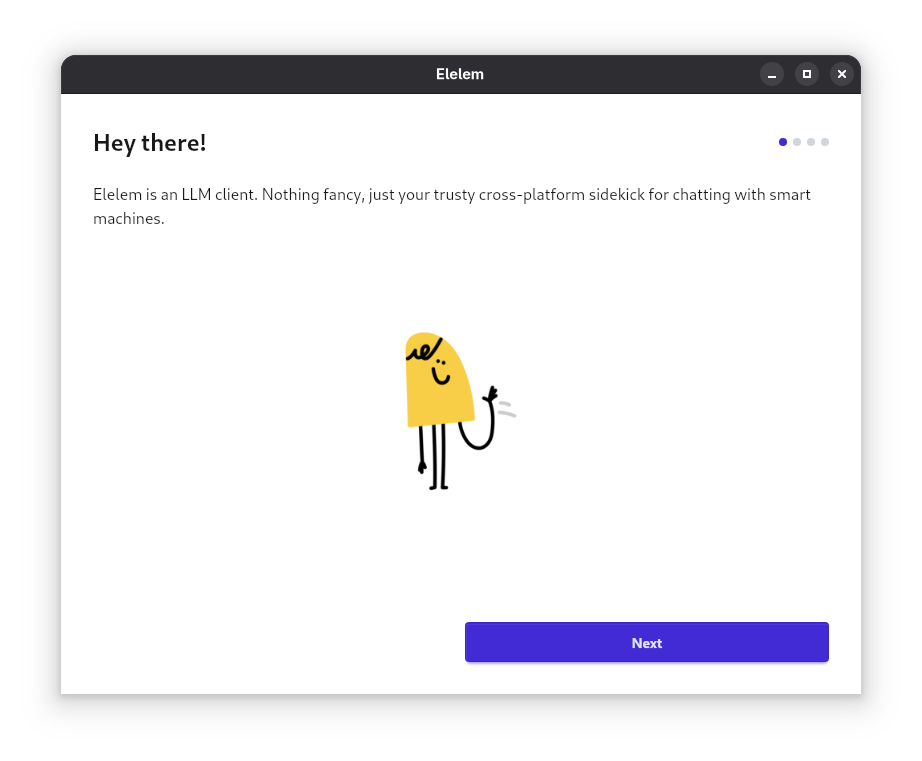 Elelem
Hey there!
Elelem is an LLM client. Nothing fancy, just your trusty cross-platform sidekick for chatting with smart
machines.
Next